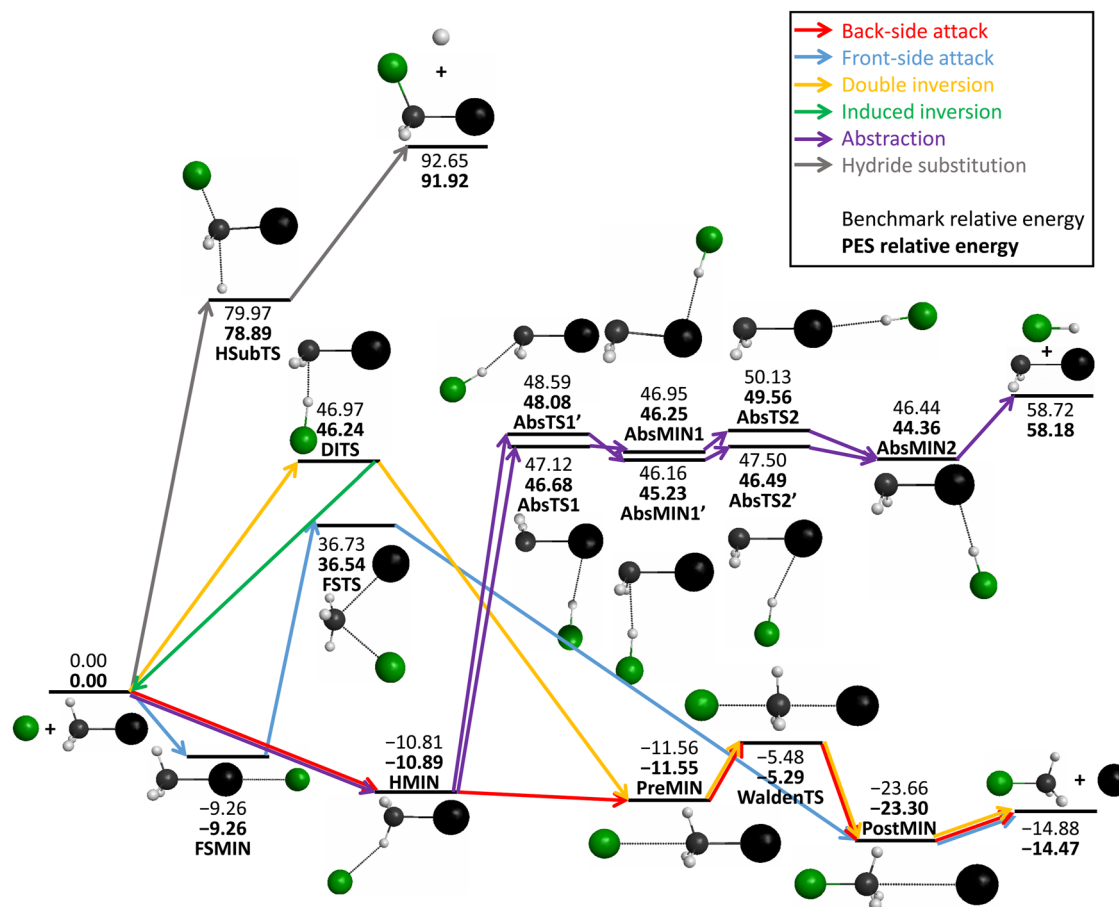 Back-side attack
Front-side attack
Double inversion
Induced inversion
Abstraction
Hydride substitution
Benchmark relative energy
PES relative energy
+
92.65
91.92
79.97
78.89
HSubTS
46.97
46.24
DITS
36.73
36.54
FSTS
48.59
48.08
AbsTS1’
47.12
46.68
AbsTS1
46.95
46.25
AbsMIN1
46.16
45.23
AbsMIN1’
50.13
49.56
AbsTS2
47.50
46.49
AbsTS2’
46.44
44.36
AbsMIN2
+
58.72
58.18
0.00
0.00
+
−9.26
−9.26
FSMIN
−10.81
−10.89
HMIN
−11.56
−11.55
PreMIN
−5.48
−5.29
WaldenTS
−23.66
−23.30
PostMIN
+
−14.88
−14.47